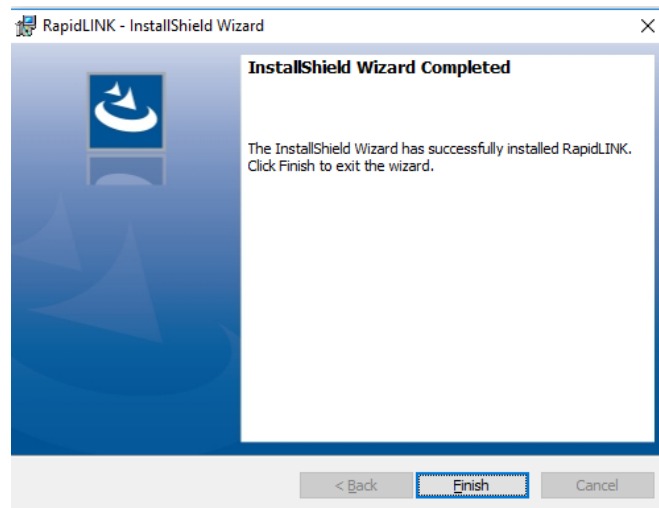 RapidLINK - InstallShield Wizard
InstallShield Wizard Completed
The InstallShield Wizard has successfully installed RapidLINK.
Click Finish to exit the wizard.
< Back
Finish
Cancel